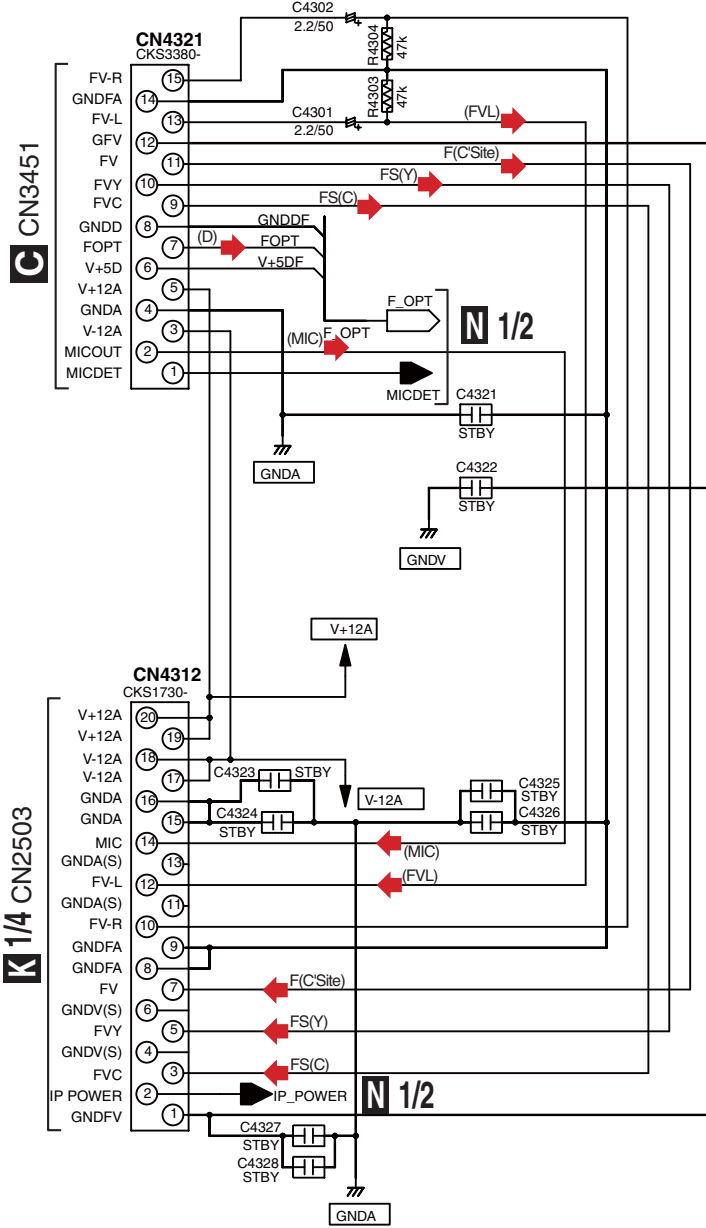 C4302
2.2/50
R4304
47k
CN4321
CKS3380-
R4303
47k
C4301
2.2/50
C CN3451
FV-R 15
GNDFA 14
FV-L 13
(FVL)
GFV 12
FV 11
F(C'Site)
FVY 10
FS(Y)
FVC 9
FS(C)
GNDD 8
GNDDF
FOPT 7
(D)
FOPT
V+5D 6
V+5DF
V+12A 5
GNDA 4
F_OPT
V-12A 3
(MIC)
F_OPT
N 1/2
MICOUT 2
MICDET 1
MICDET
C4321
STBY
GNDA
C4322
STBY
GNDV
V+12A
CN4312
CKS1730-
K 1/4 CN2503
V+12A 20
V+12A 19
V-12A 18
V-12A 17
C4323
STBY
GNDA 16
V-12A
C4325
STBY
GNDA 15
C4324
STBY
C4326
STBY
MIC 14
(MIC)
GNDA(S) 13
FV-L 12
(FVL)
GNDA(S) 11
FV-R 10
GNDFA 9
GNDFA 8
FV 7
F(C'Site)
GNDV(S) 6
FVY 5
FS(Y)
GNDV(S) 4
FVC 3
FS(C)
IP POWER 2
IP_POWER
N 1/2
GNDFV 1
C4327
STBY
C4328
STBY
GNDA